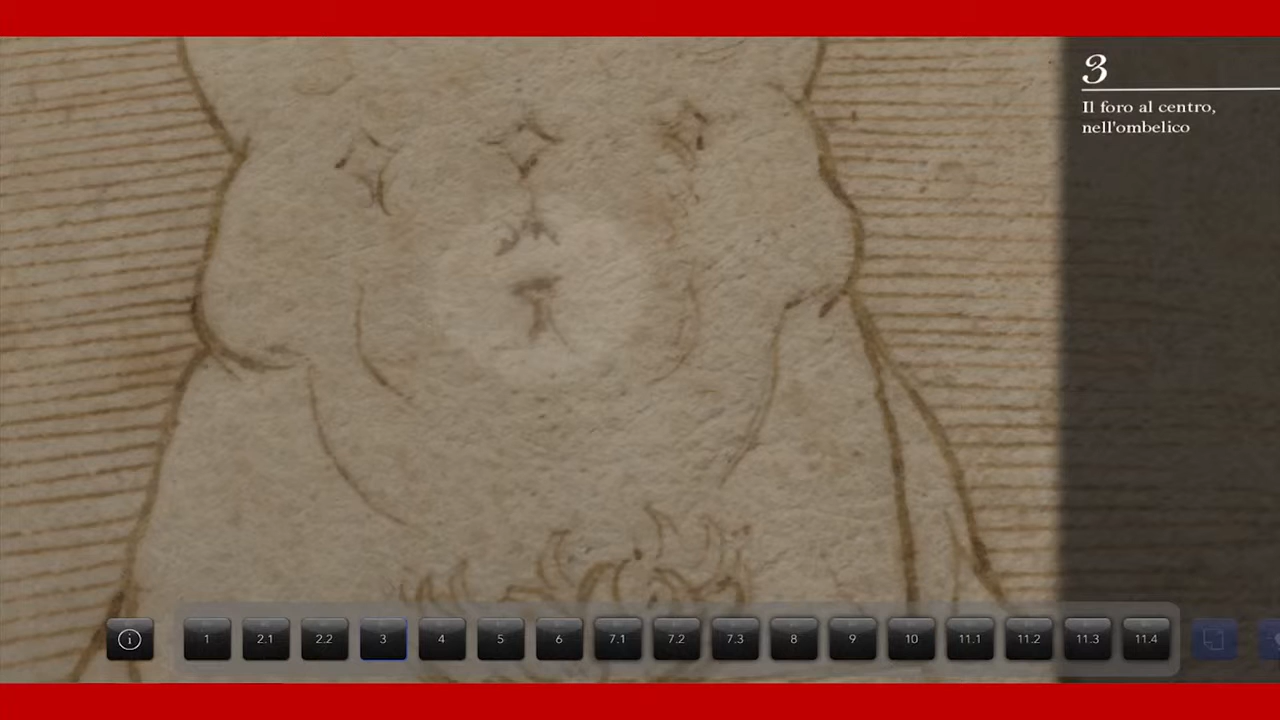 3
Il foro al centro,
nell'ombelico
1 2.1 2.2 3 4 5 6 7.1 7.2 7.3 8 9 10 11.1 11.2 11.3 11.4